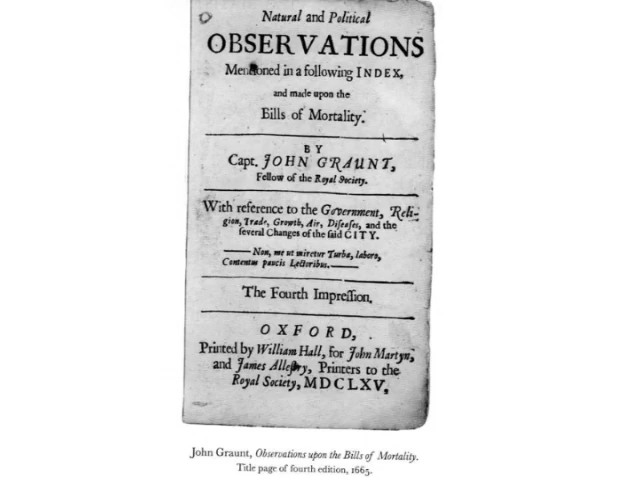 Natural and Political
OBSERVATIONS
Mentioned in a following INDEX,
and made upon the
Bills of Mortality.
BY
Capt. JOHN GRAUNT,
Fellow of the Royal Society.
With reference to the Government, Reli-
gion, Trade, Growth, Air, Diseases, and the
several Changes of the said CITY.
—— Non, me ut miretur Turba, laboro,
Contentus paucis Lectoribus. ——
The Fourth Impression.
OXFORD,
Printed by William Hall, for John Martyn,
and James Allestry, Printers to the
Royal Society, MDCLXV,
John Graunt, Observations upon the Bills of Mortality.
Title page of fourth edition, 1665.